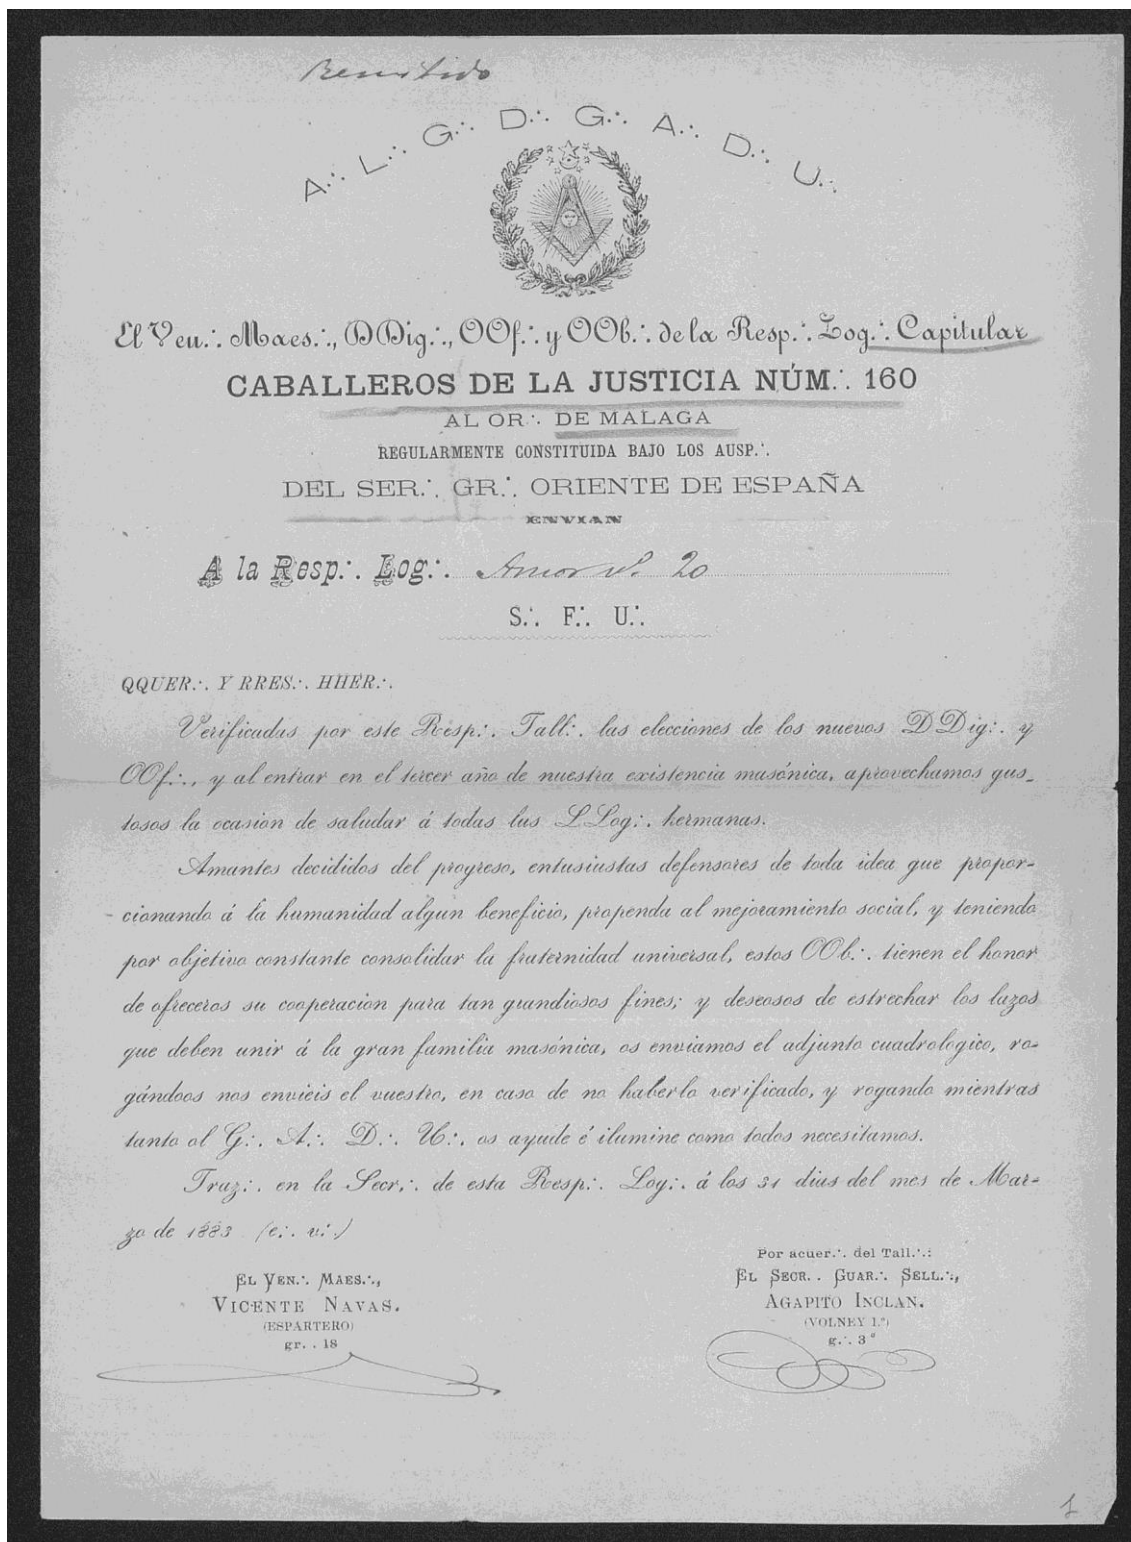 Remitido
A∴ L∴ G∴ D∴ G∴ A∴ D∴ U∴
El Ven∴ Maes∴, DDig∴, OOf∴ y OOb∴ de la Resp∴ Log∴ Capitular
CABALLEROS DE LA JUSTICIA NÚM∴ 160
AL OR∴ DE MALAGA
REGULARMENTE CONSTITUIDA BAJO LOS AUSP∴
DEL SER∴ GR∴ ORIENTE DE ESPAÑA
ENVIAN
A la Resp∴ Log∴ Amor nº. 20
S∴ F∴ U∴
QQUER∴ Y RRES∴ HHER∴
Verificadas por este Resp∴ Tall∴ las elecciones de los nuevos DDig∴ y
OOf∴, y al entrar en el tercer año de nuestra existencia masónica, aprovechamos gus-
tosos la ocasion de saludar á todas las LLog∴ hermanas.
Amantes decididos del progreso, entusiastas defensores de toda idea que propor-
cionando á la humanidad algun beneficio, propenda al mejoramiento social, y teniendo
por objetivo constante consolidar la fraternidad universal, estos OOb∴ tienen el honor
de ofreceros su cooperacion para tan grandiosos fines; y deseosos de estrechar los lazos
que deben unir á la gran familia masónica, os enviamos el adjunto cuadrologico, ro-
gándoos nos envieis el vuestro, en caso de no haberlo verificado, y rogando mientras
tanto al G∴ A∴ D∴ U∴, os ayude é ilumine como todos necesitamos.
Traz∴ en la Secr∴ de esta Resp∴ Log∴ á los 31 dias del mes de Mar-
zo de 1883 (e∴ v∴)
Por acuer∴ del Tall∴:
EL VEN∴ MAES∴,
EL SECR∴ GUAR∴ SELL∴,
VICENTE NAVAS.
AGAPITO INCLAN.
(ESPARTERO)
(VOLNEY 1.º)
gr∴ 18
g∴ 3º
1